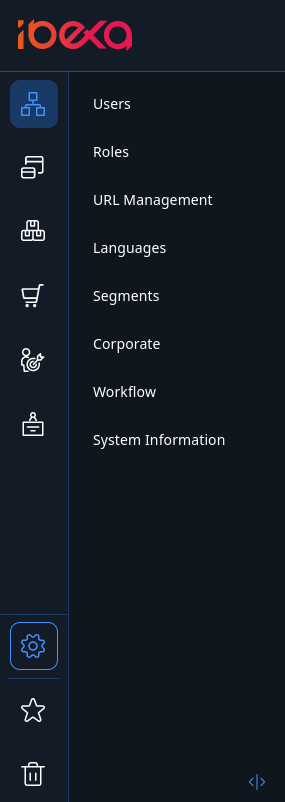 ibexa
Users
Roles
URL Management
Languages
Segments
Corporate
Workflow
System Information